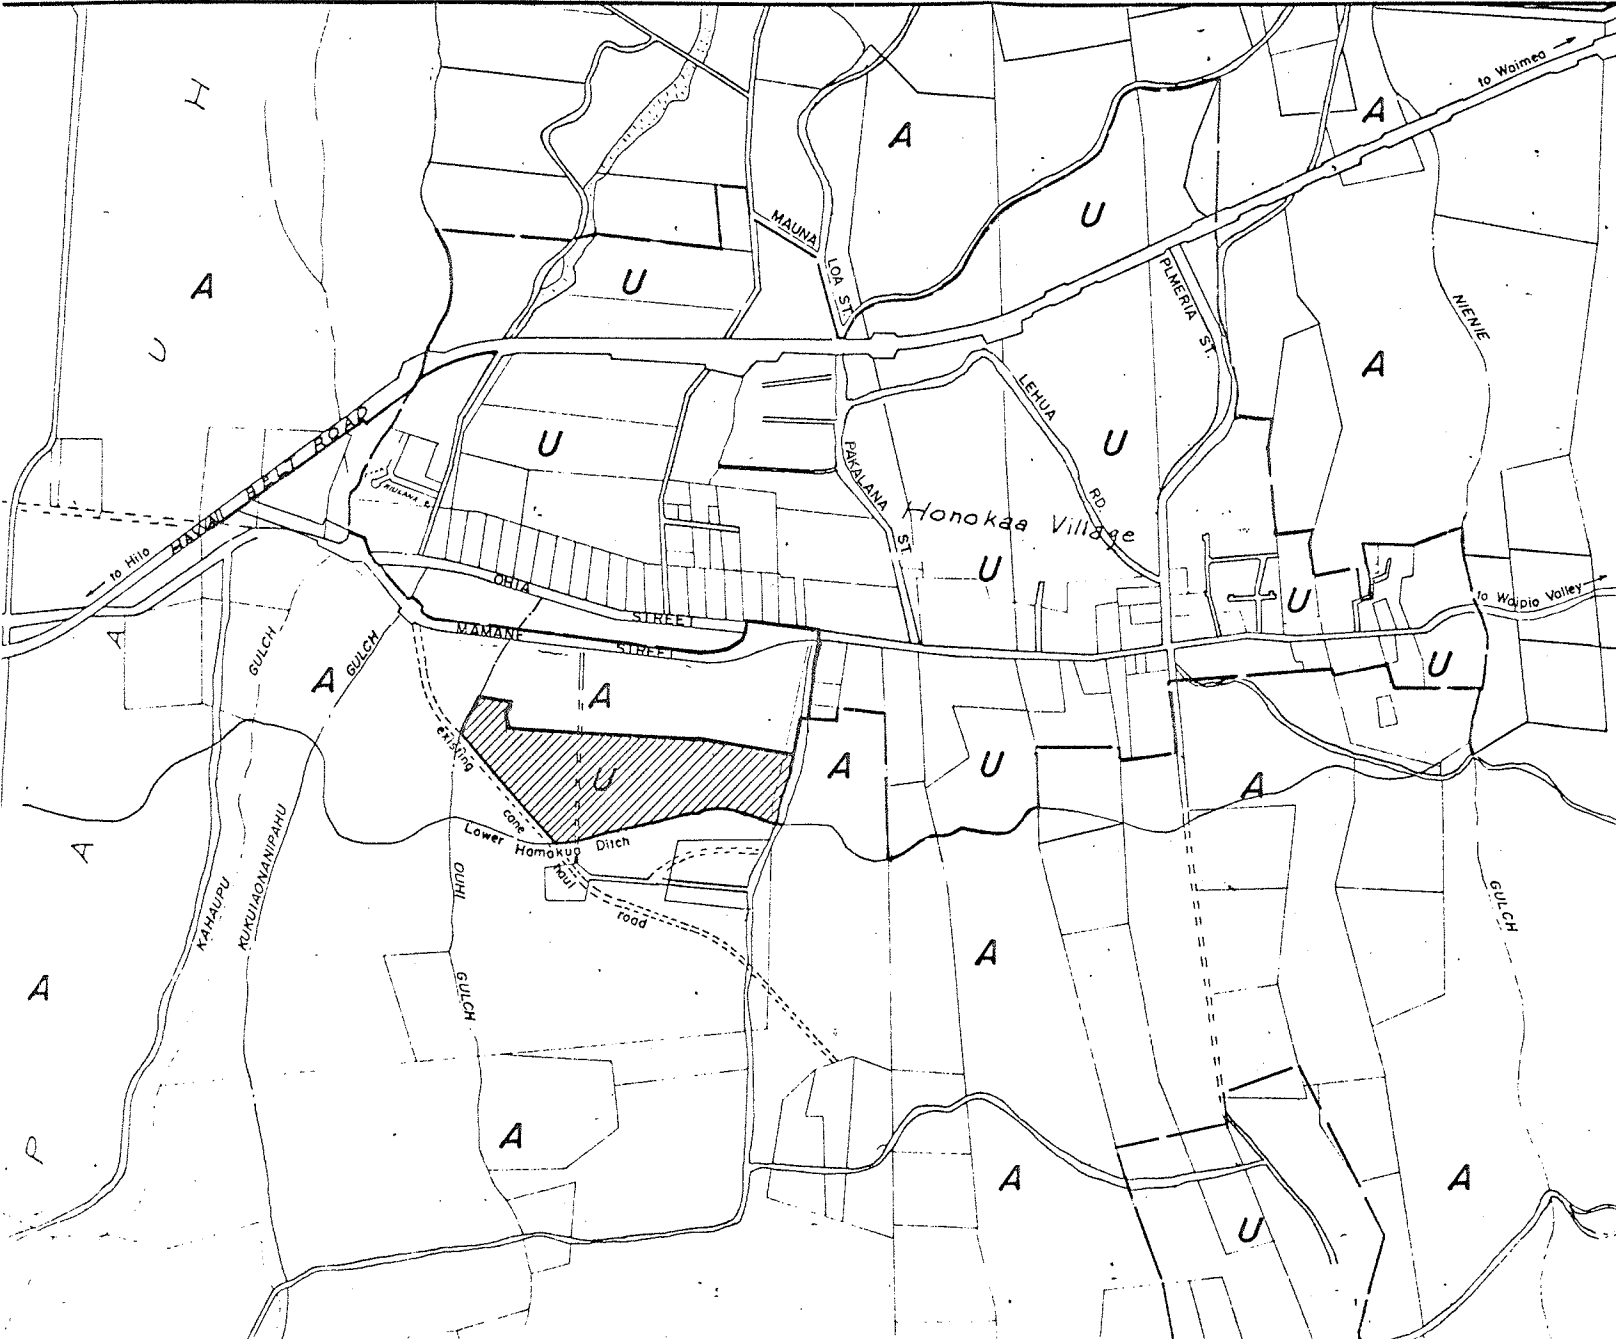 to Waimea
H
A
A
A
U
MAUNA
LOA ST.
U
PLMERIA ST.
A
NIENIE
U
LEHUA
RD.
A
HAWAII BELT ROAD
U
U
PAKALANA
ST.
Honokaa Village
to Hilo
U
OHIA
STREET
MAMANE
STREET
U
to Waipio Valley
A
GULCH
GULCH
A
A
U
existing
cane
haul
road
U
A
U
A
Lower Hamakua Ditch
A
KAHAUPU
KUKUIAONANIPAHU
OUHI
GULCH
GULCH
A
A
P
A
A
A
U